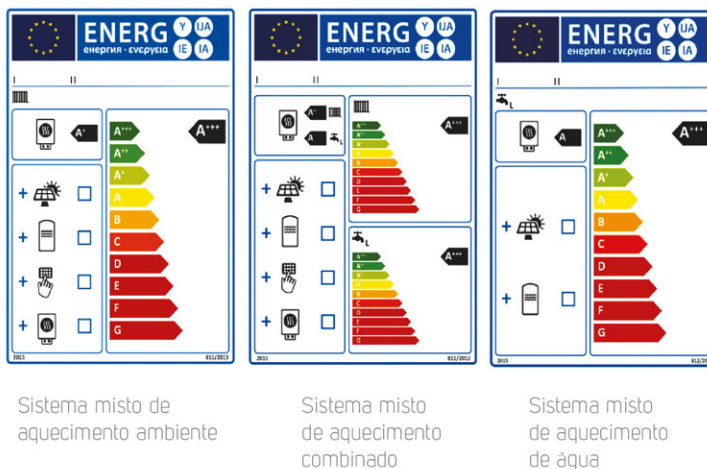 ENERG Y IJA
енергия · ενεργεια IE IA
I II
A+
A+++
A++
A+
A
B
C
D
E
F
G
A+++
+
+
+
+
2015 811/2013
Sistema misto de
aquecimento ambiente
ENERG Y IJA
енергия · ενεργεια IE IA
I II
A+
A
A+++
A++
A+
A
B
C
D
E
F
G
A+++
L
A+++
A++
A+
A
B
C
D
E
F
G
A+++
+
+
+
+
2015 811/2013
Sistema misto
de aquecimento
combinado
ENERG Y IJA
енергия · ενεργεια IE IA
I II
L
A
A+++
A++
A+
A
B
C
D
E
F
G
A+++
+
+
2015 812/20
Sistema misto
de aquecimento
de água